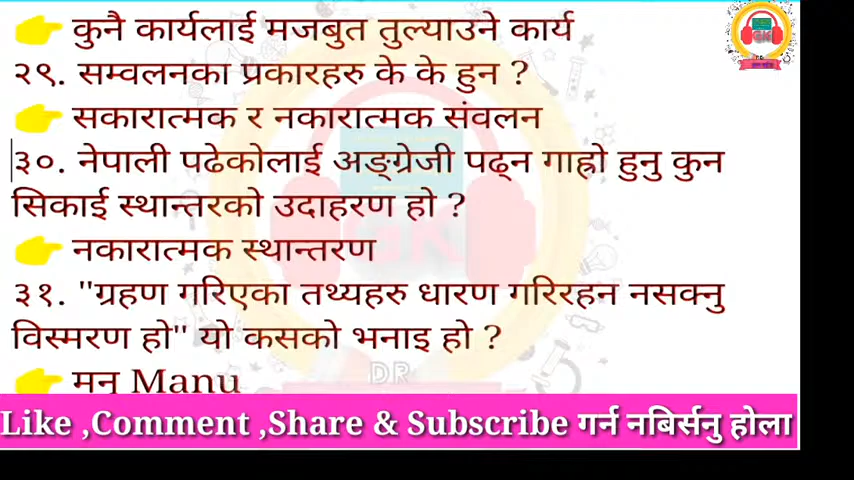 👉 कुनै कार्यलाई मजबुत तुल्याउने कार्य
२९. सम्वलनका प्रकारहरु के के हुन ?
👉 सकारात्मक र नकारात्मक संवलन
३०. नेपाली पढेकोलाई अङ्ग्रेजी पढ्न गाह्रो हुनु कुन
सिकाई स्थान्तरको उदाहरण हो ?
👉 नकारात्मक स्थान्तरण
३१. "ग्रहण गरिएका तथ्यहरु धारण गरिरहन नसक्नु
विस्मरण हो" यो कसको भनाइ हो ?
👉 मनु Manu
Like ,Comment ,Share & Subscribe गर्न नबिर्सनु होला
GK
DR